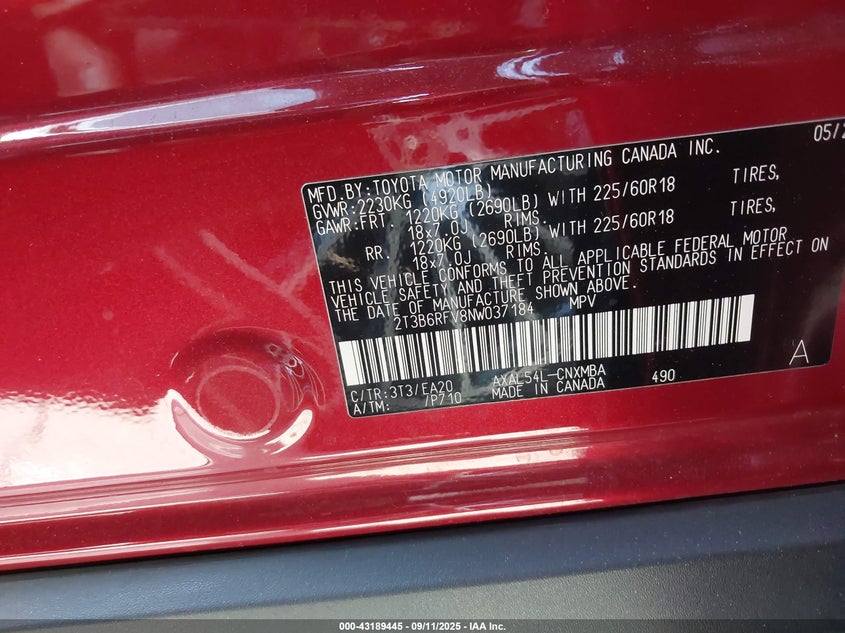 05/2
MFD.BY:TOYOTA MOTOR MANUFACTURING CANADA INC.
GVWR:2230KG (4920LB)
GAWR:FRT. 1220KG (2690LB) WITH 225/60R18 TIRES,
18x7.0J RIMS.
RR. 1220KG (2690LB) WITH 225/60R18 TIRES,
18x7.0J RIMS.
THIS VEHICLE CONFORMS TO ALL APPLICABLE FEDERAL MOTOR
VEHICLE SAFETY AND THEFT PREVENTION STANDARDS IN EFFECT ON
THE DATE OF MANUFACTURE SHOWN ABOVE.
2T3B6RFV8NW037184 MPV
C/TR:3T3/EA20 AXAL54L-CNXMBA 490
A/TM: /P710 MADE IN CANADA
A
000-43189445 - 09/11/2025 - IAA Inc.